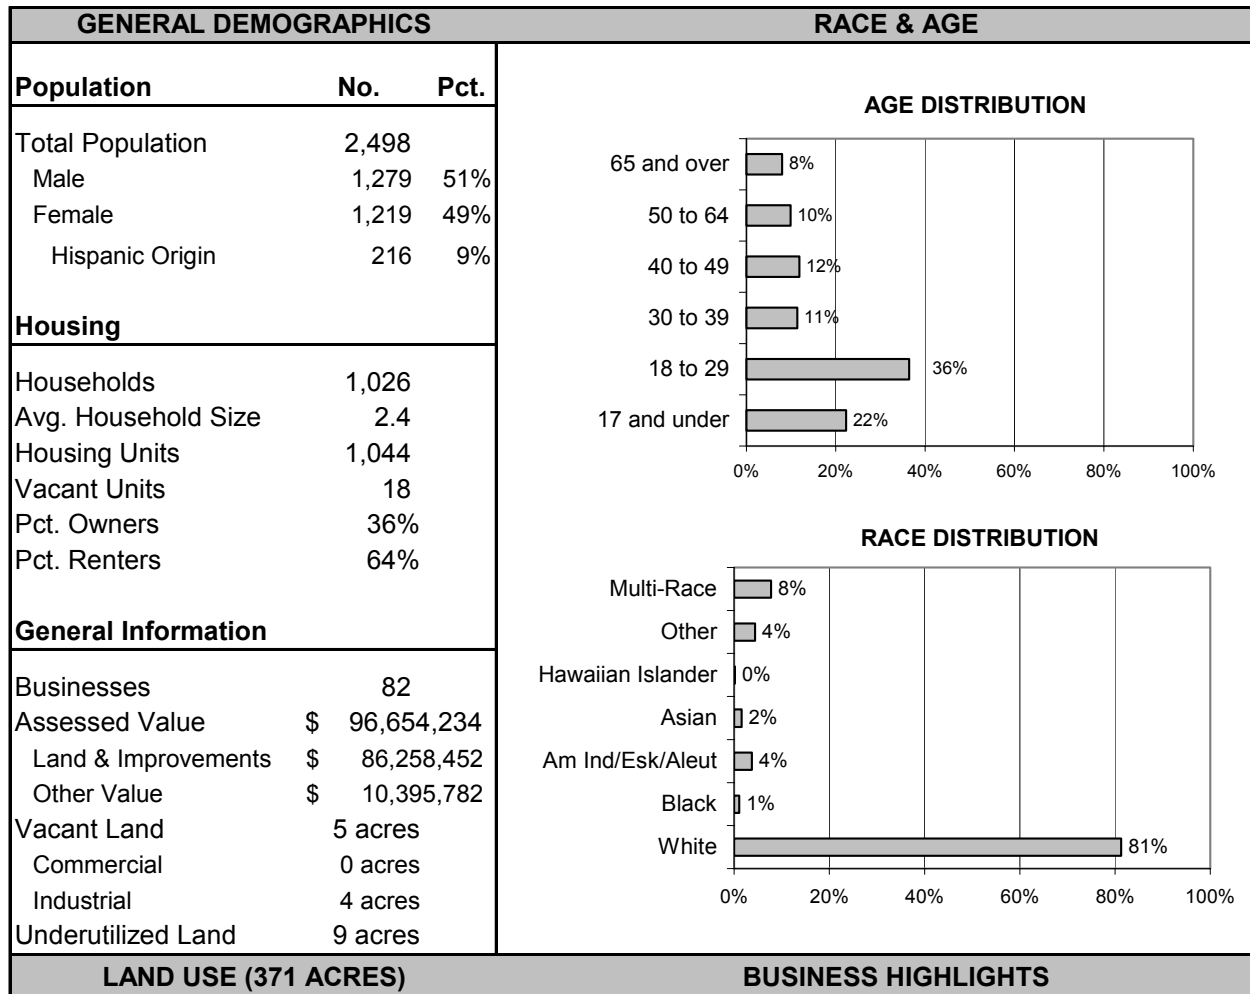 GENERAL DEMOGRAPHICS
RACE & AGE
Population No. Pct.
Total Population 2,498
Male 1,279 51%
Female 1,219 49%
Hispanic Origin 216 9%
Housing
Households 1,026
Avg. Household Size 2.4
Housing Units 1,044
Vacant Units 18
Pct. Owners 36%
Pct. Renters 64%
General Information
Businesses 82
Assessed Value $ 96,654,234
Land & Improvements $ 86,258,452
Other Value $ 10,395,782
Vacant Land 5 acres
Commercial 0 acres
Industrial 4 acres
Underutilized Land 9 acres
AGE DISTRIBUTION
65 and over 8%
50 to 64 10%
40 to 49 12%
30 to 39 11%
18 to 29 36%
17 and under 22%
0% 20% 40% 60% 80% 100%
RACE DISTRIBUTION
Multi-Race 8%
Other 4%
Hawaiian Islander 0%
Asian 2%
Am Ind/Esk/Aleut 4%
Black 1%
White 81%
0% 20% 40% 60% 80% 100%
LAND USE (371 ACRES)
BUSINESS HIGHLIGHTS